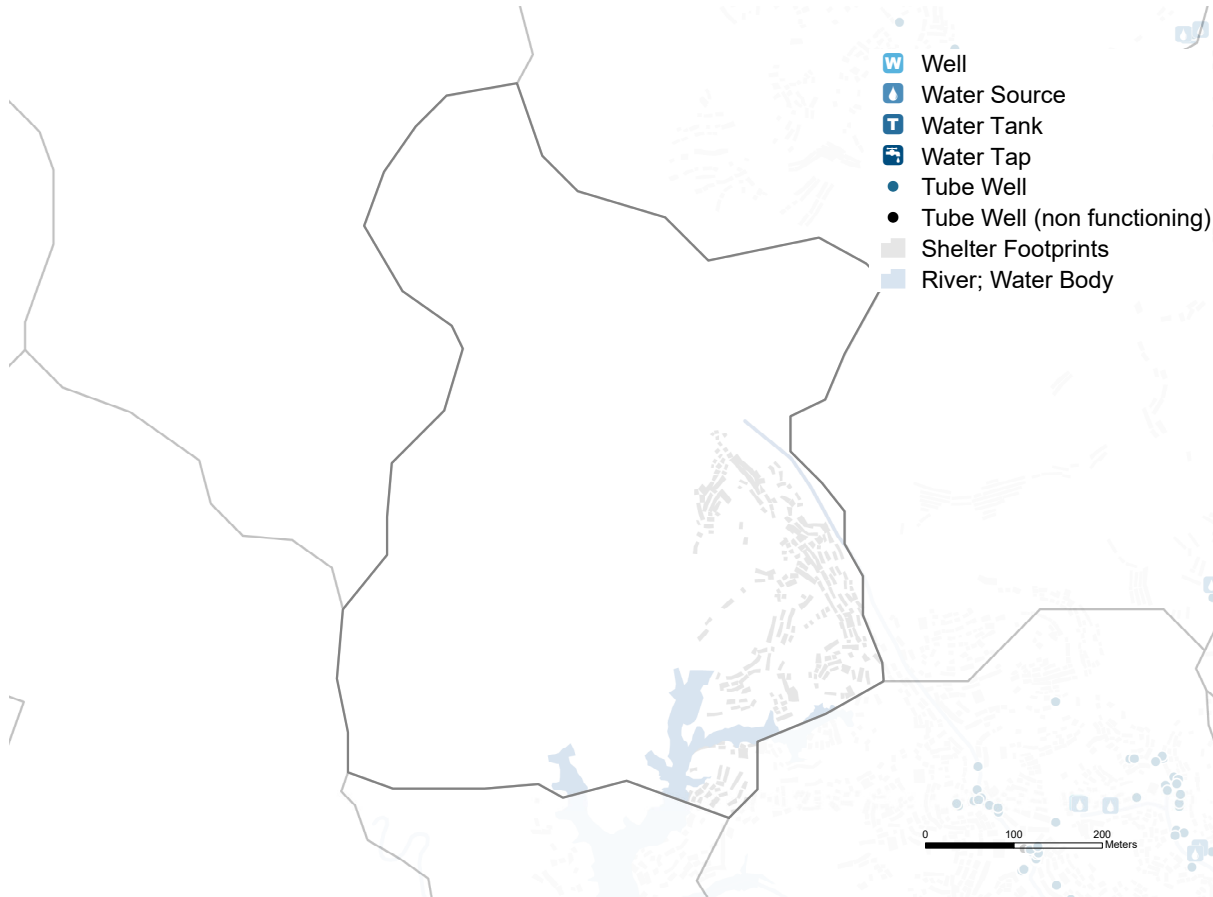 W Well
Water Source
T Water Tank
Water Tap
Tube Well
Tube Well (non functioning)
Shelter Footprints
River; Water Body
0 100 200
Meters